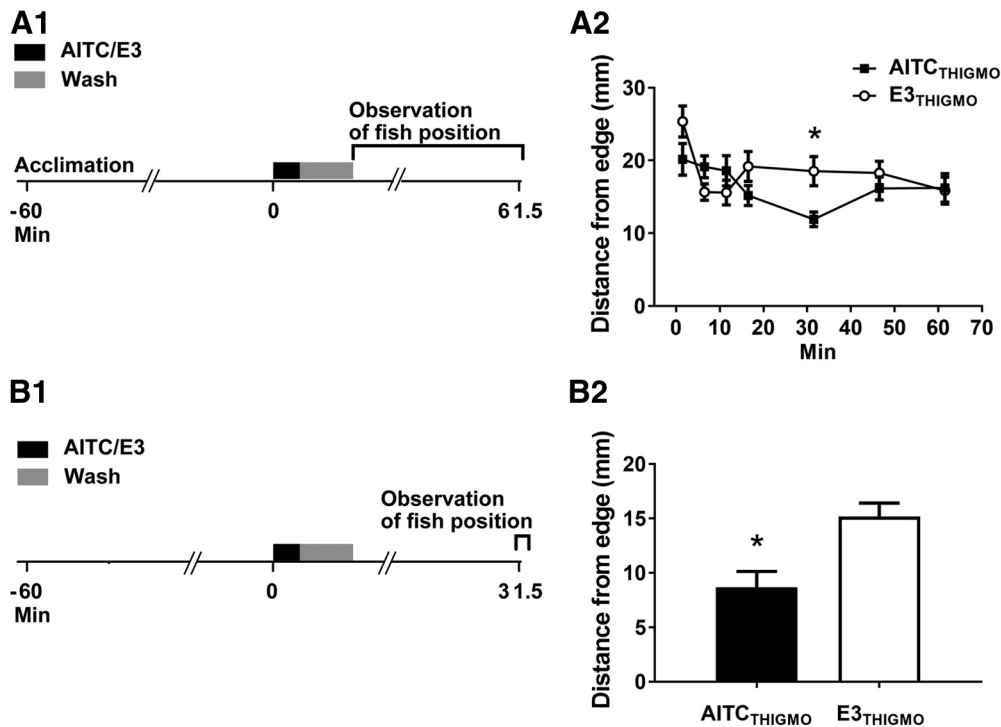 A1
AITC/E3
Wash
Observation
of fish position
Acclimation
-60
0
61.5
Min
A2
AITCTHIGMO
E3THIGMO
Distance from edge (mm)
30
20
10
0
*
0 10 20 30 40 50 60 70
Min
B1
AITC/E3
Wash
Observation
of fish position
-60
0
31.5
Min
B2
Distance from edge (mm)
20
15
10
5
0
*
AITCTHIGMO
E3THIGMO